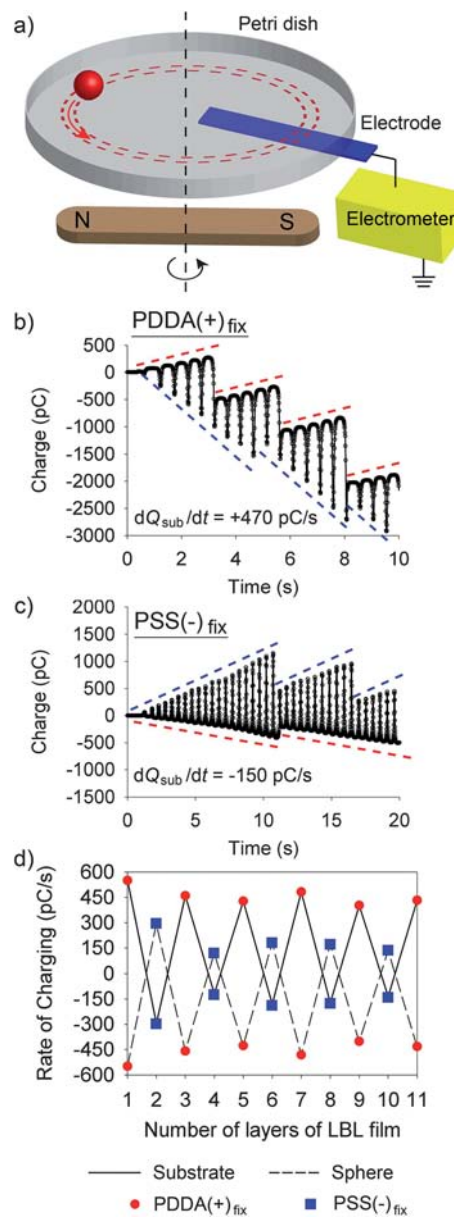 a)
Petri dish
Electrode
N
S
Electrometer
b)
PDDA(+)fix
500
0
-500
-1000
-1500
-2000
-2500
-3000
Charge (pC)
dQsub/dt = +470 pC/s
0 2 4 6 8 10
Time (s)
c)
PSS(-)fix
2000
1500
1000
500
0
-500
-1000
-1500
Charge (pC)
dQsub/dt = -150 pC/s
0 5 10 15 20
Time (s)
d)
600
450
300
150
0
-150
-300
-450
-600
Rate of Charging (pC/s)
1 2 3 4 5 6 7 8 9 10 11
Number of layers of LBL film
Substrate
Sphere
PDDA(+)fix
PSS(-)fix